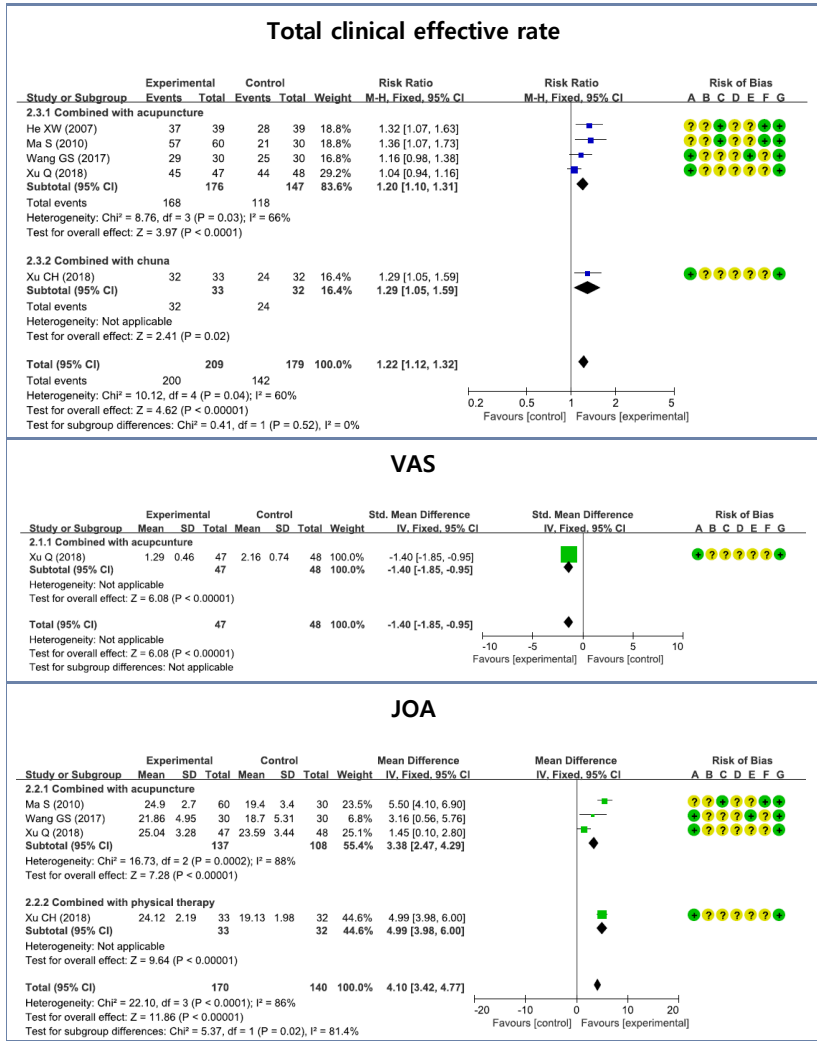 Total clinical effective rate
Experimental Control Risk Ratio Risk Ratio Risk of Bias
Study or Subgroup Events Total Events Total Weight M-H, Fixed, 95% CI M-H, Fixed, 95% CI A B C D E F G
2.3.1 Combined with acupuncture
He XW (2007) 37 39 28 39 18.8% 1.32 [1.07, 1.63] ? ? + ? ? + +
Ma S (2010) 57 60 21 30 18.8% 1.36 [1.07, 1.73] ? ? + ? ? + +
Wang GS (2017) 29 30 25 30 16.8% 1.16 [0.98, 1.38] + ? ? ? + ? +
Xu Q (2018) 45 47 44 48 29.2% 1.04 [0.94, 1.16] + ? ? ? ? ? +
Subtotal (95% CI) 176 147 83.6% 1.20 [1.10, 1.31]
Total events 168 118
Heterogeneity: Chi² = 8.76, df = 3 (P = 0.03); I² = 66%
Test for overall effect: Z = 3.97 (P < 0.0001)
2.3.2 Combined with chuna
Xu CH (2018) 32 33 24 32 16.4% 1.29 [1.05, 1.59] + ? ? ? ? ? +
Subtotal (95% CI) 33 32 16.4% 1.29 [1.05, 1.59]
Total events 32 24
Heterogeneity: Not applicable
Test for overall effect: Z = 2.41 (P = 0.02)
Total (95% CI) 209 179 100.0% 1.22 [1.12, 1.32]
Total events 200 142
Heterogeneity: Chi² = 10.12, df = 4 (P = 0.04); I² = 60%
Test for overall effect: Z = 4.62 (P < 0.00001)
Test for subgroup differences: Chi² = 0.41, df = 1 (P = 0.52), I² = 0%
0.2 0.5 1 2 5
Favours [control] Favours [experimental]
VAS
Experimental Control Std. Mean Difference Std. Mean Difference Risk of Bias
Study or Subgroup Mean SD Total Mean SD Total Weight IV, Fixed, 95% CI IV, Fixed, 95% CI A B C D E F G
2.1.1 Combined with acupcunture
Xu Q (2018) 1.29 0.46 47 2.16 0.74 48 100.0% -1.40 [-1.85, -0.95] + ? ? ? ? ? +
Subtotal (95% CI) 47 48 100.0% -1.40 [-1.85, -0.95]
Heterogeneity: Not applicable
Test for overall effect: Z = 6.08 (P < 0.00001)
Total (95% CI) 47 48 100.0% -1.40 [-1.85, -0.95]
Heterogeneity: Not applicable
Test for overall effect: Z = 6.08 (P < 0.00001)
Test for subgroup differences: Not applicable
-10 -5 0 5 10
Favours [experimental] Favours [control]
JOA
Experimental Control Mean Difference Mean Difference Risk of Bias
Study or Subgroup Mean SD Total Mean SD Total Weight IV, Fixed, 95% CI IV, Fixed, 95% CI A B C D E F G
2.2.1 Combined with acupuncture
Ma S (2010) 24.9 2.7 60 19.4 3.4 30 23.5% 5.50 [4.10, 6.90] ? ? + ? ? + +
Wang GS (2017) 21.86 4.95 30 18.7 5.31 30 6.8% 3.16 [0.56, 5.76] + ? ? ? + ? +
Xu Q (2018) 25.04 3.28 47 23.59 3.44 48 25.1% 1.45 [0.10, 2.80] + ? ? ? ? ? +
Subtotal (95% CI) 137 108 55.4% 3.38 [2.47, 4.29]
Heterogeneity: Chi² = 16.73, df = 2 (P = 0.0002); I² = 88%
Test for overall effect: Z = 7.28 (P < 0.00001)
2.2.2 Combined with physical therapy
Xu CH (2018) 24.12 2.19 33 19.13 1.98 32 44.6% 4.99 [3.98, 6.00] + ? ? ? ? ? +
Subtotal (95% CI) 33 32 44.6% 4.99 [3.98, 6.00]
Heterogeneity: Not applicable
Test for overall effect: Z = 9.64 (P < 0.00001)
Total (95% CI) 170 140 100.0% 4.10 [3.42, 4.77]
Heterogeneity: Chi² = 22.10, df = 3 (P < 0.0001); I² = 86%
Test for overall effect: Z = 11.86 (P < 0.00001)
Test for subgroup differences: Chi² = 5.37, df = 1 (P = 0.02), I² = 81.4%
-20 -10 0 10 20
Favours [control] Favours [experimental]